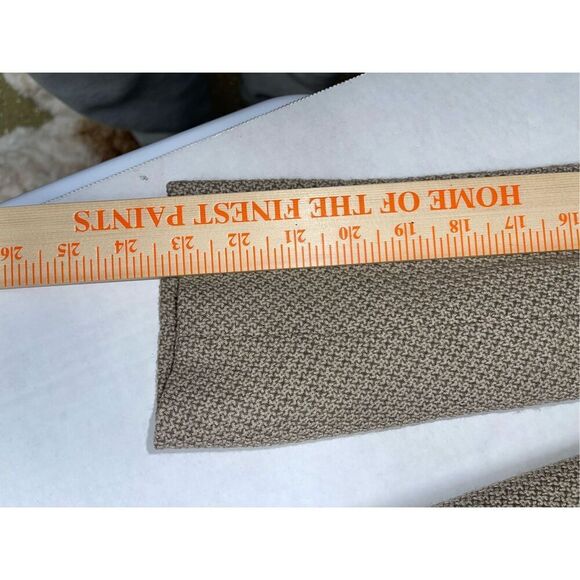 16 17 18 19 20 21 22 23 24 25 26
HOME OF THE FINEST PAINTS